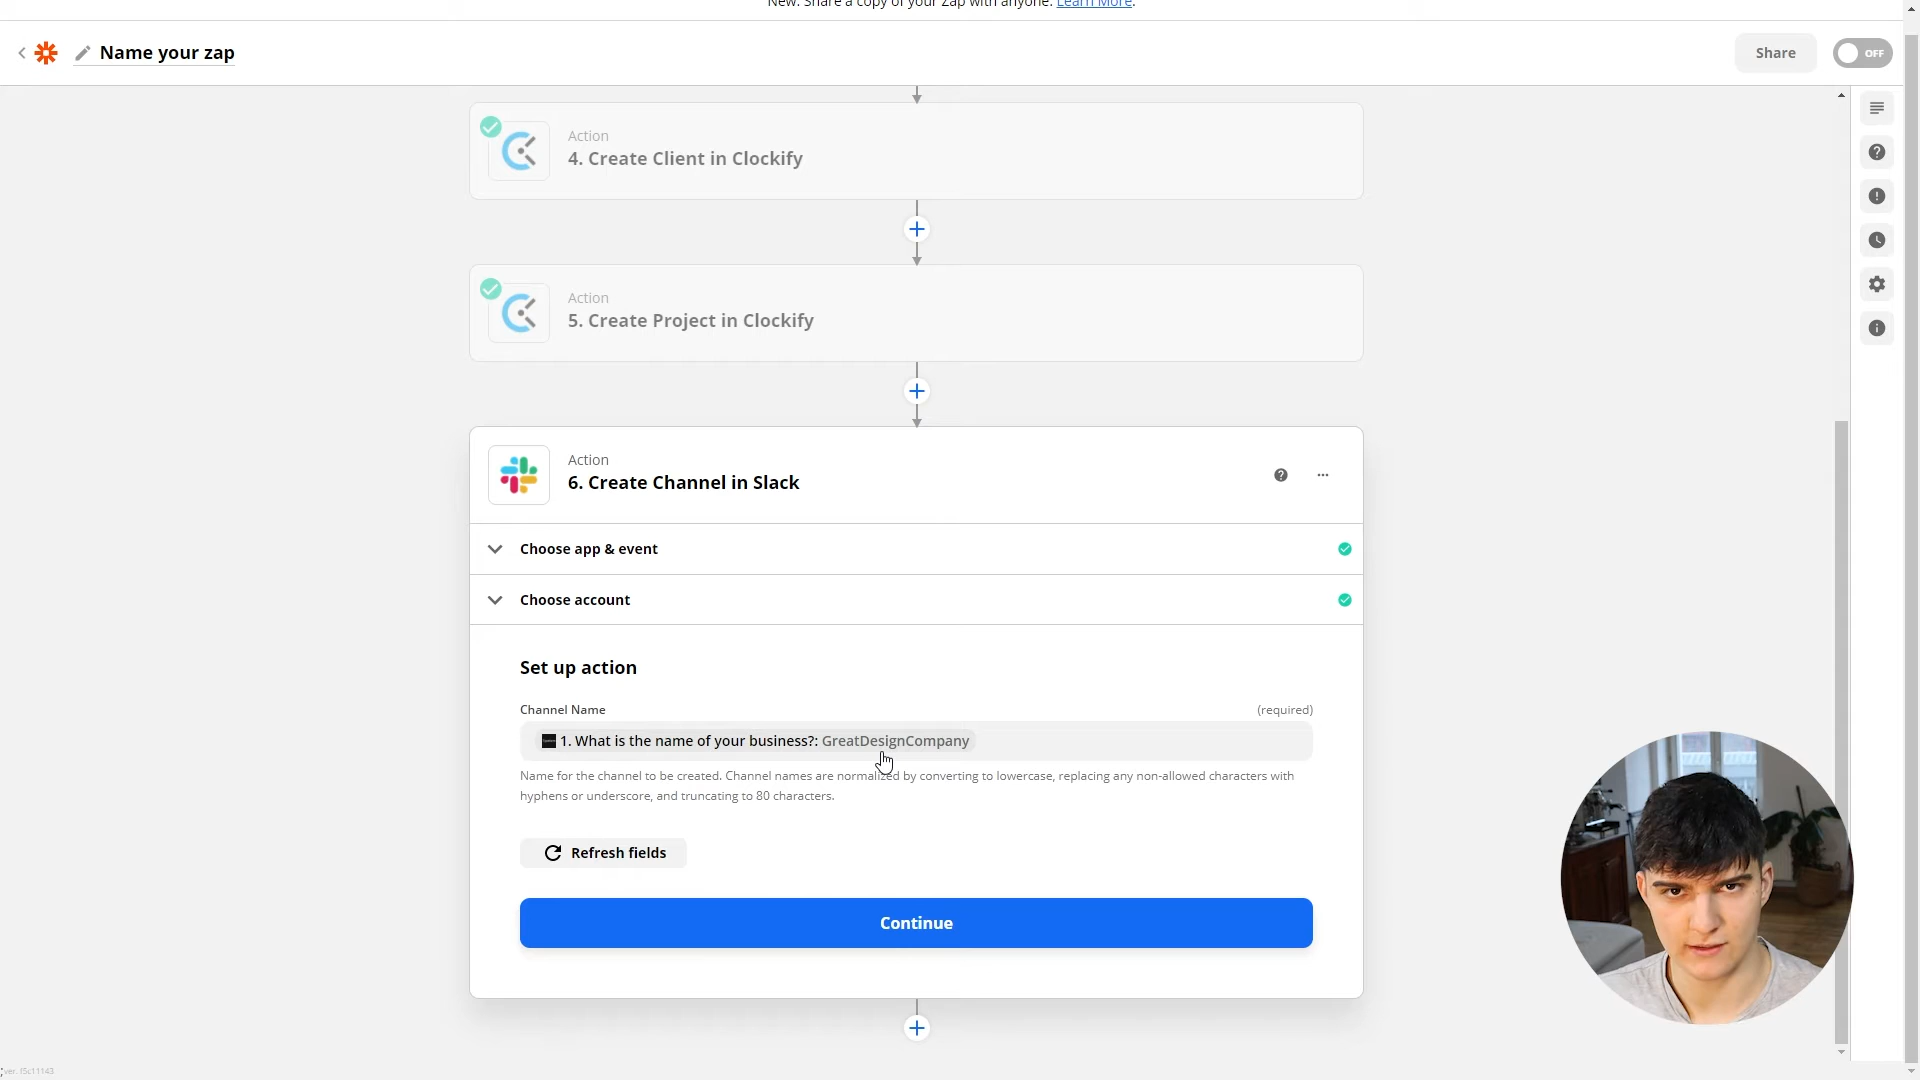 New: Share a copy of your Zap with anyone. Learn More.
Name your zap
Share
OFF
Action
4. Create Client in Clockify
Action
5. Create Project in Clockify
Action
6. Create Channel in Slack
Choose app & event
Choose account
Set up action
Channel Name
(required)
1. What is the name of your business?: GreatDesignCompany
Name for the channel to be created. Channel names are normalized by converting to lowercase, replacing any non-allowed characters with
hyphens or underscore, and truncating to 80 characters.
Refresh fields
Continue